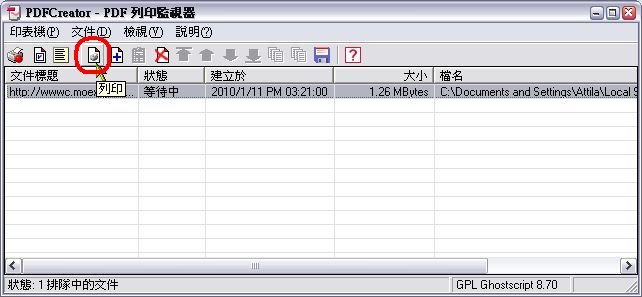 PDFCreator - PDF 列印監視器
印表機(P) 文件(D) 檢視(V) 說明(?)
文件標題 狀態 建立於 大小 檔名
http://wwwc.moex... 等待中 2010/1/11 PM 03:21:00 1.26 MBytes C:\Documents and Settings\Attila\Local S
列印
狀態: 1 排隊中的文件 GPL Ghostscript 8.70